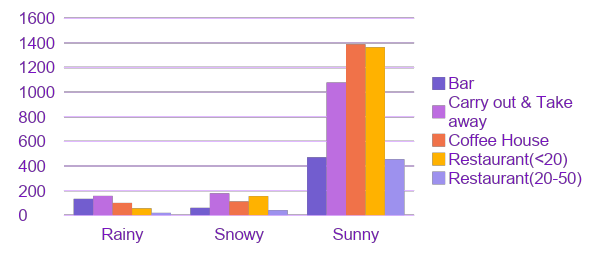 1600
1400
1200
1000
800
600
400
200
0
Rainy
Snowy
Sunny
Bar
Carry out & Take
away
Coffee House
Restaurant(<20)
Restaurant(20-50)